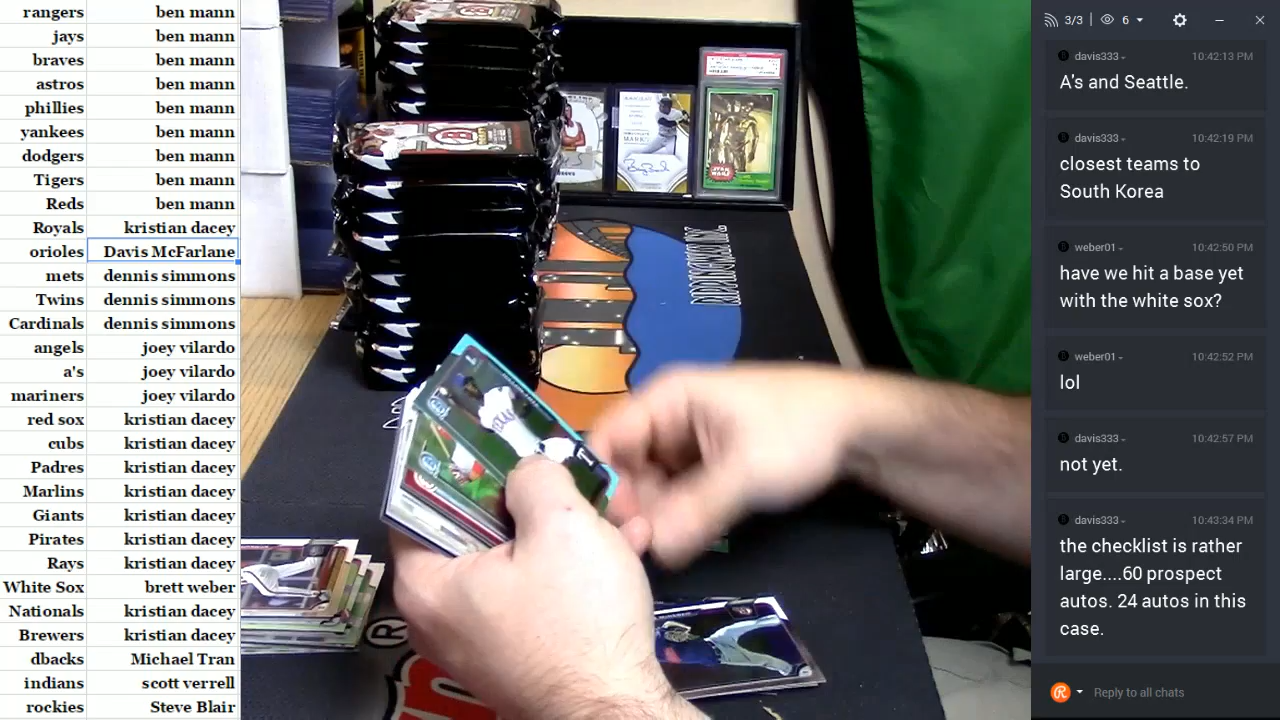 rangers ben mann
jays ben mann
braves ben mann
astros ben mann
phillies ben mann
yankees ben mann
dodgers ben mann
Tigers ben mann
Reds ben mann
Royals kristian dacey
orioles Davis McFarlane
mets dennis simmons
Twins dennis simmons
Cardinals dennis simmons
angels joey vilardo
a's joey vilardo
mariners joey vilardo
red sox kristian dacey
cubs kristian dacey
Padres kristian dacey
Marlins kristian dacey
Giants kristian dacey
Pirates kristian dacey
Rays kristian dacey
White Sox brett weber
Nationals kristian dacey
Brewers kristian dacey
dbacks Michael Tran
indians scott verrell
rockies Steve Blair
STAR
WARS
®
3/3 6
davis333 10:42:13 PM
A's and Seattle.
davis333 10:42:19 PM
closest teams to
South Korea
weber01 10:42:50 PM
have we hit a base yet
with the white sox?
weber01 10:42:52 PM
lol
davis333 10:42:57 PM
not yet.
davis333 10:43:34 PM
the checklist is rather
large....60 prospect
autos. 24 autos in this
case.
Reply to all chats